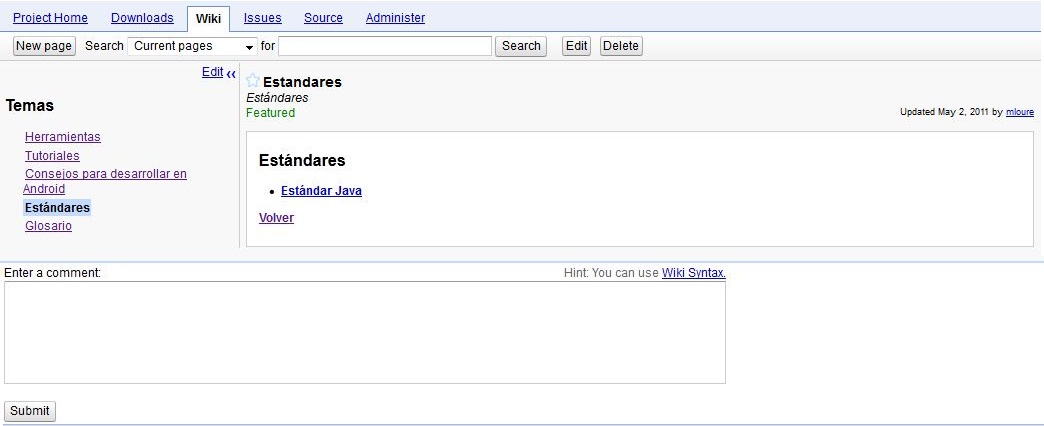 Project Home Downloads Wiki Issues Source Administer
New page Search Current pages for Search Edit Delete
Edit ‹‹
Temas
Herramientas
Tutoriales
Consejos para desarrollar en
Android
Estándares
Glosario
Estandares
Estándares
Featured
Updated May 2, 2011 by mloure
Estándares
• Estándar Java
Volver
Enter a comment: Hint: You can use Wiki Syntax.
Submit